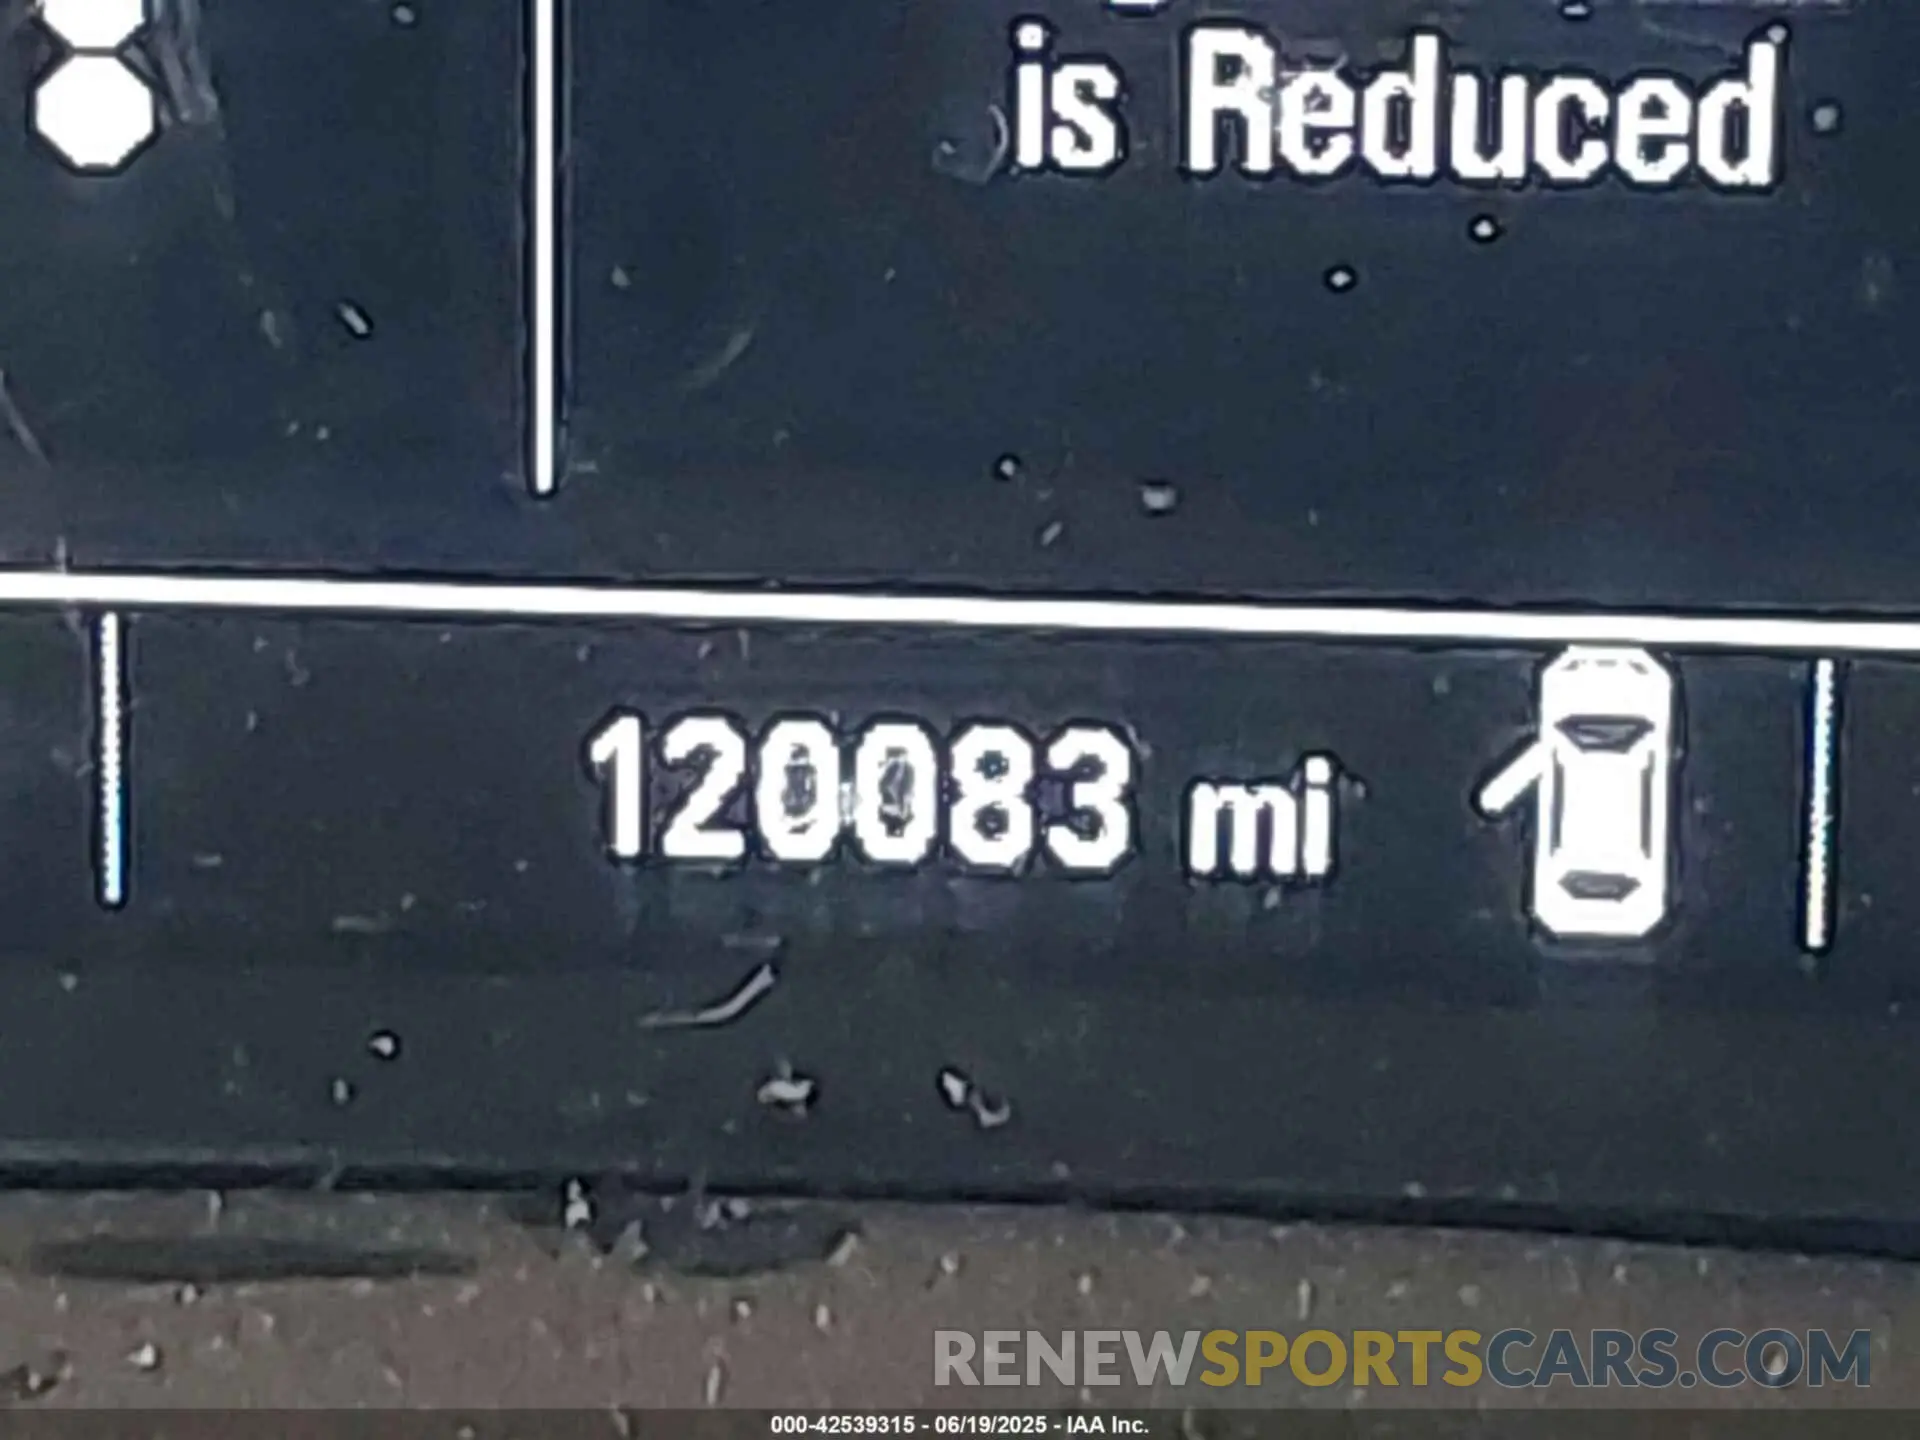 is Reduced
120083 mi
RENEWSPORTSCARS.COM
000-42539315 - 06/19/2025 - IAA Inc.